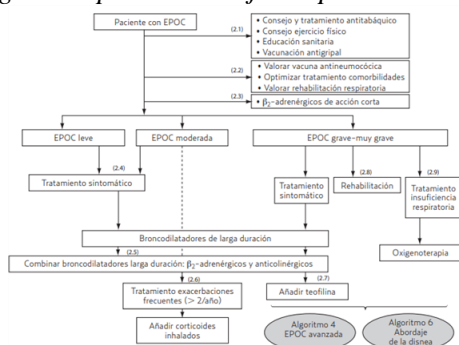 Paciente con EPOC
(2.1)
• Consejo y tratamiento antitabáquico
• Consejo ejercicio físico
• Educación sanitaria
• Vacunación antigripal
(2.2)
• Valorar vacuna antineumocócica
• Optimizar tratamiento comorbilidades
• Valorar rehabilitación respiratoria
(2.3)
• β2-adrenérgicos de acción corta
EPOC leve
EPOC moderada
EPOC grave–muy grave
(2.4)
(2.8)
(2.9)
Tratamiento sintomático
Tratamiento
sintomático
Rehabilitación
Tratamiento
insuficiencia
respiratoria
Broncodilatadores de larga duración
Oxigenoterapia
(2.5)
Combinar broncodilatadores larga duración: β2-adrenérgicos y anticolinérgicos
(2.6)
(2.7)
Tratamiento exacerbaciones
frecuentes (> 2/año)
Añadir teofilina
Añadir corticoides
inhalados
Algoritmo 4
EPOC avanzada
Algoritmo 6
Abordaje
de la disnea